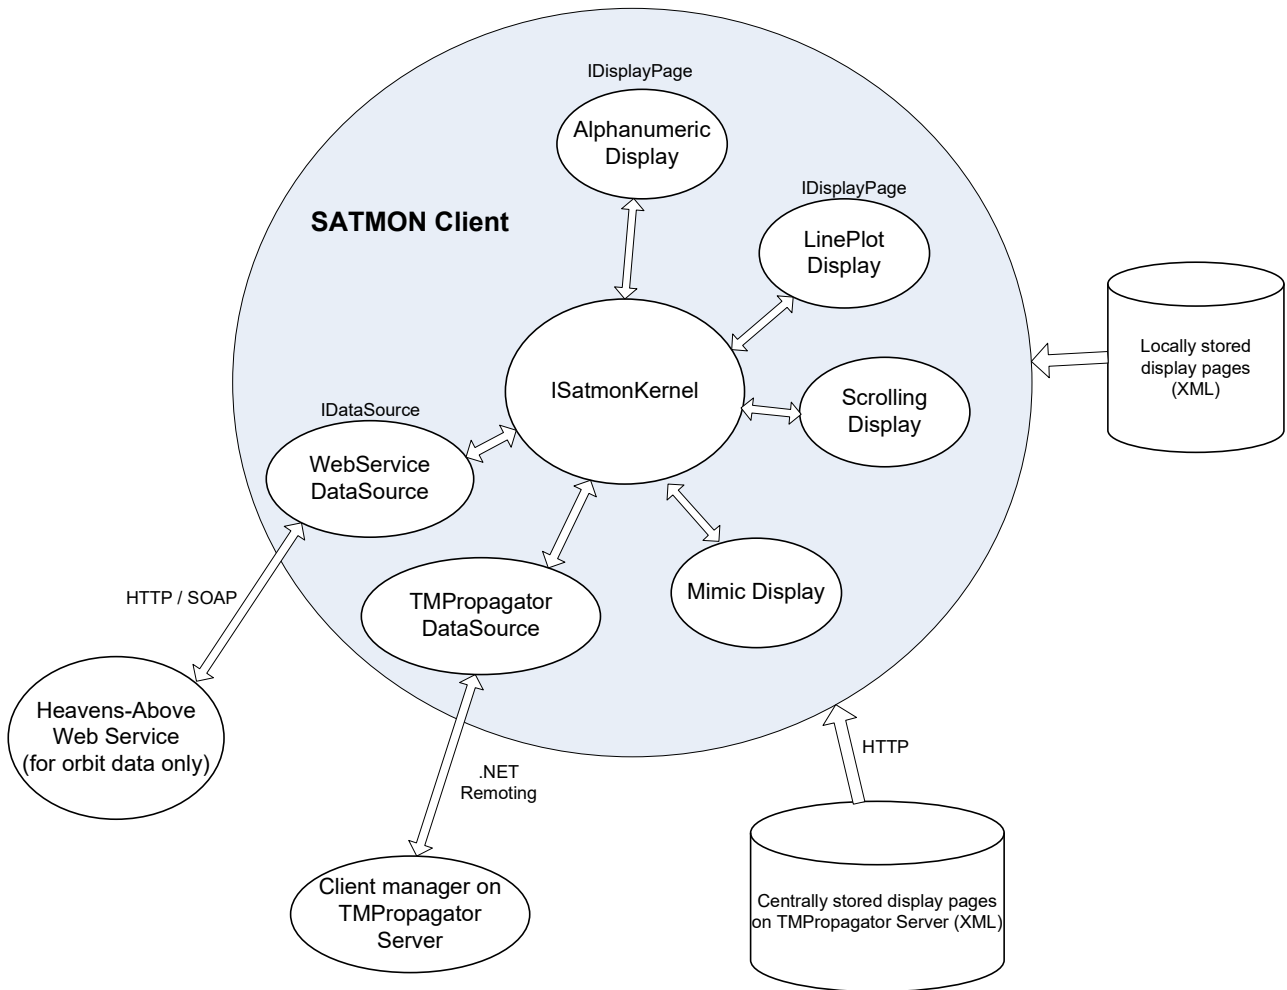 IDisplayPage
Alphanumeric
Display
IDisplayPage
SATMON Client
LinePlot
Display
Locally stored
display pages
(XML)
ISatmonKernel
Scrolling
Display
IDataSource
WebService
DataSource
HTTP / SOAP
TMPropagator
DataSource
Mimic Display
Heavens-Above
Web Service
(for orbit data only)
.NET
Remoting
HTTP
Client manager on
TMPropagator
Server
Centrally stored display pages
on TMPropagator Server (XML)